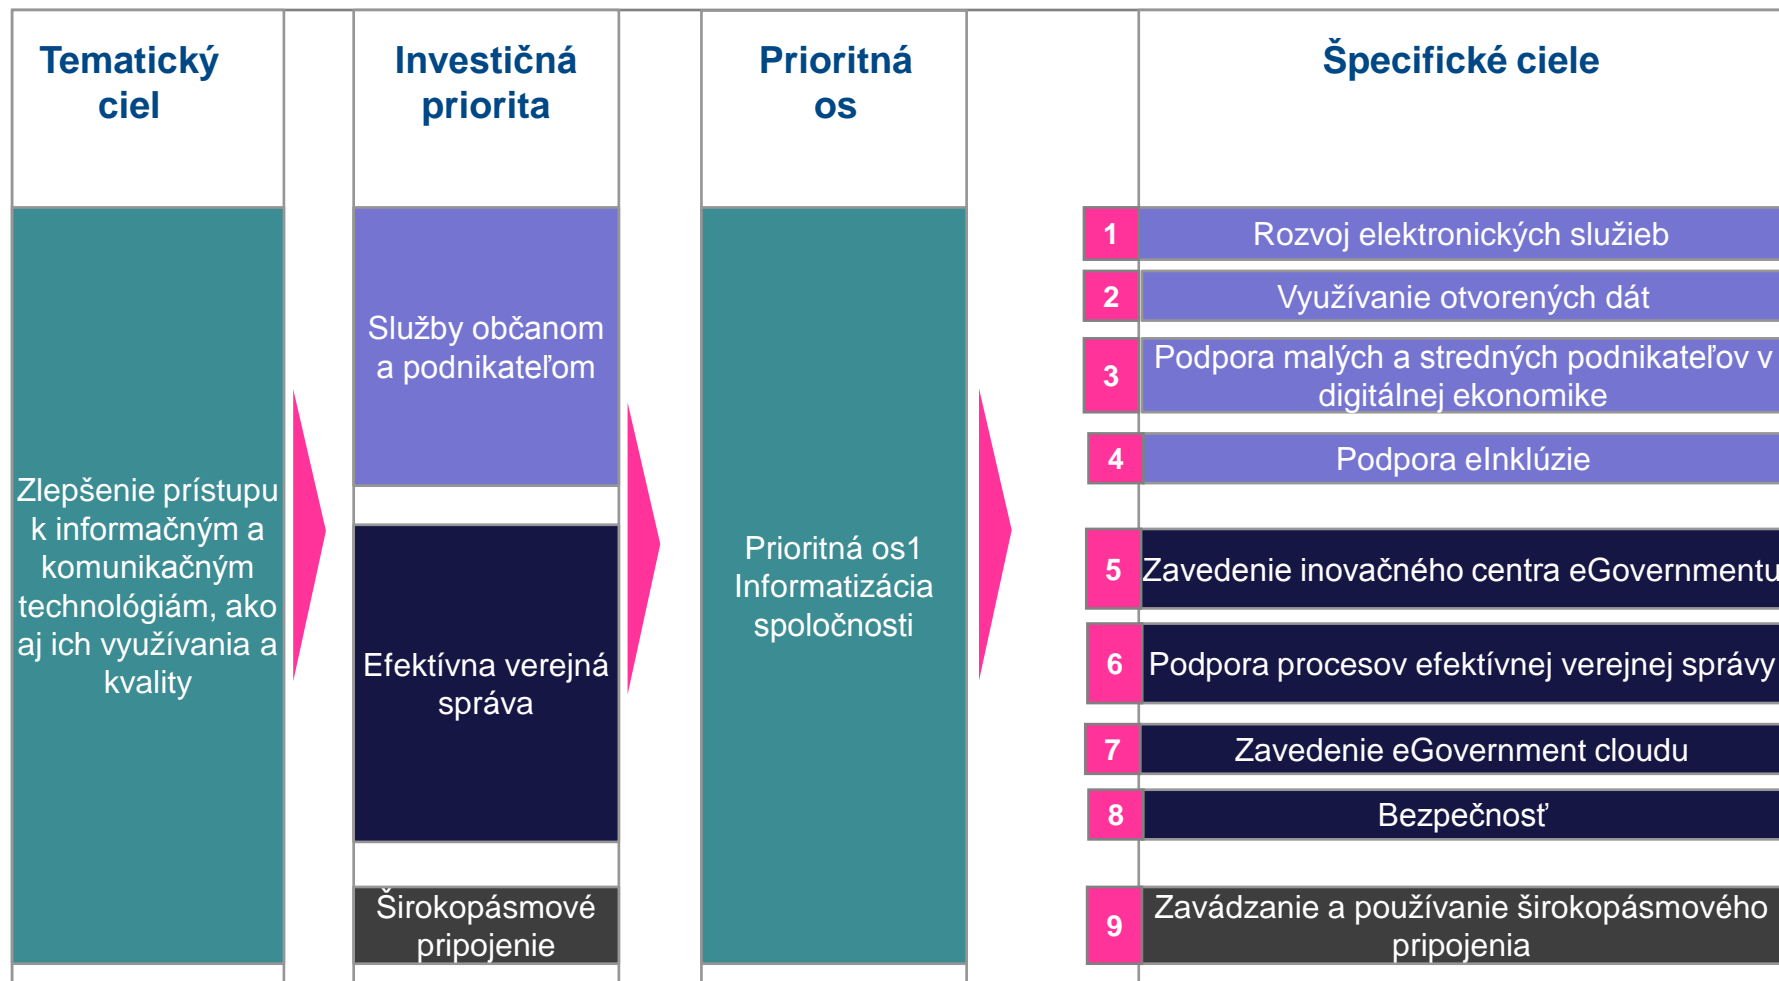 Tematický
ciel
Investičná
priorita
Prioritná
os
Špecifické ciele
Zlepšenie prístupu
k informačným a
komunikačným
technológiám, ako
aj ich využívania a
kvality
Služby občanom
a podnikateľom
Efektívna verejná
správa
Širokopásmové
pripojenie
Prioritná os1
Informatizácia
spoločnosti
1 Rozvoj elektronických služieb
2 Využívanie otvorených dát
3 Podpora malých a stredných podnikateľov v
digitálnej ekonomike
4 Podpora eInklúzie
5 Zavedenie inovačného centra eGovernmentu
6 Podpora procesov efektívnej verejnej správy
7 Zavedenie eGovernment cloudu
8 Bezpečnosť
9 Zavádzanie a používanie širokopásmového
pripojenia